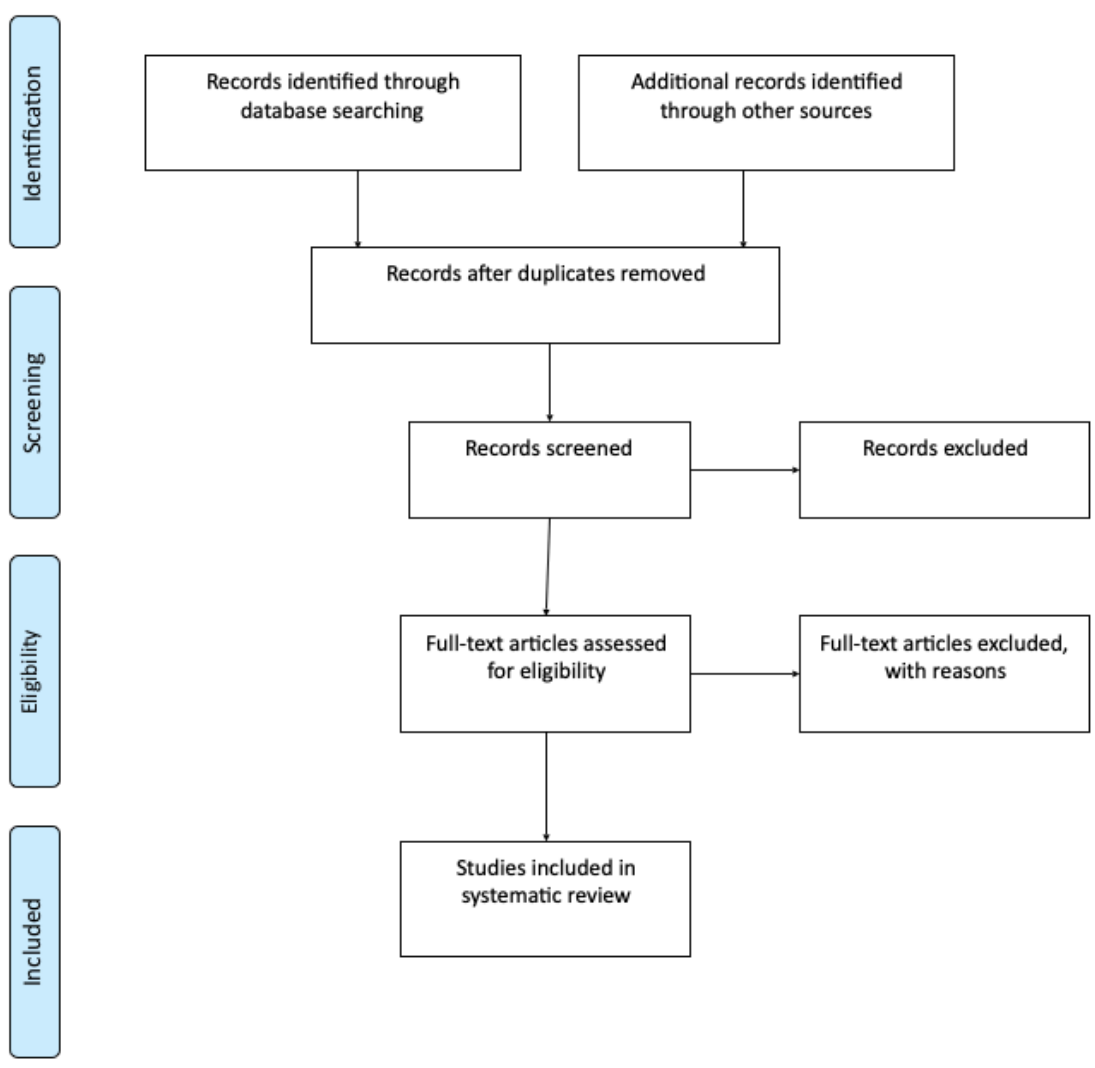 Identification
Records identified through
database searching
Additional records identified
through other sources
Records after duplicates removed
Screening
Records screened
Records excluded
Eligibility
Full-text articles assessed
for eligibility
Full-text articles excluded,
with reasons
Included
Studies included in
systematic review